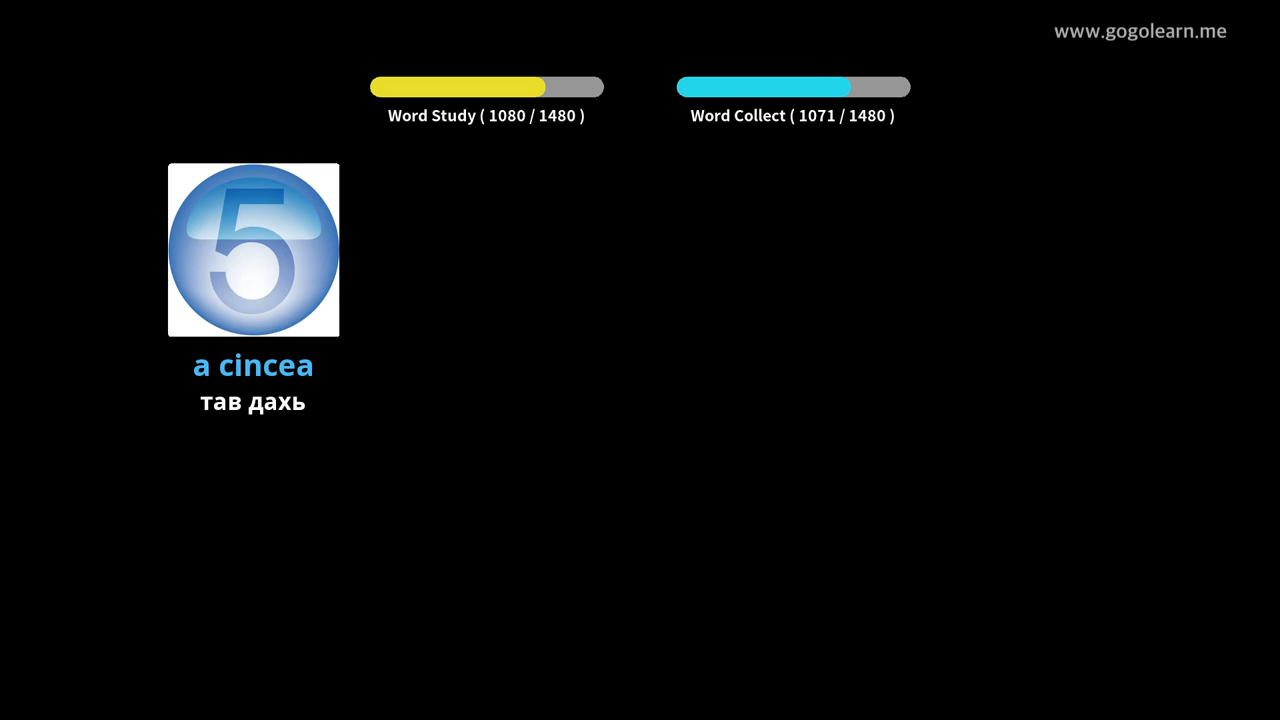 www.gogolearn.me
Word Study ( 1080 / 1480 )
Word Collect ( 1071 / 1480 )
5
a cincea
тав дахь